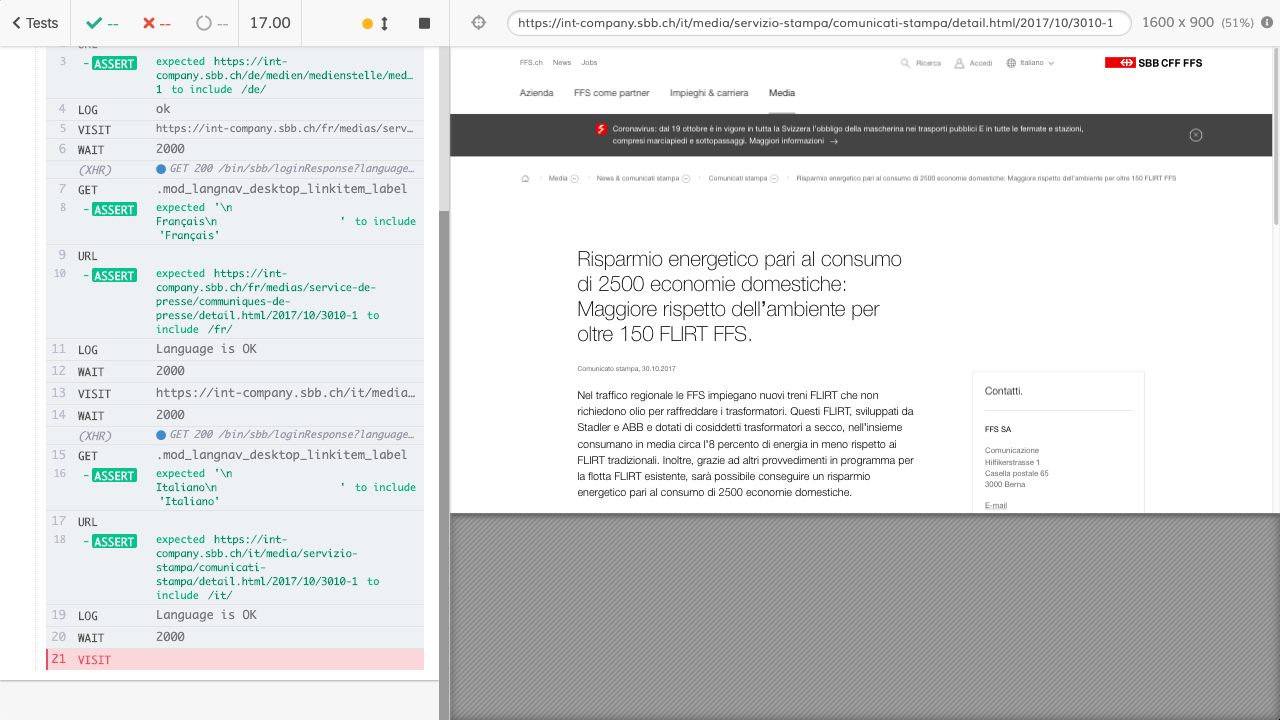 Tests
--
--
--
17.00
https://int-company.sbb.ch/it/media/servizio-stampa/comunicati-stampa/detail.html/2017/10/3010-1
1600 x 900 (51%)
URL
3 - ASSERT expected https://int-
company.sbb.ch/de/medien/medienstelle/med…
1 to include /de/
4 LOG ok
5 VISIT https://int-company.sbb.ch/fr/medias/serv…
6 WAIT 2000
(XHR) GET 200 /bin/sbb/loginResponse?language…
7 GET .mod_langnav_desktop_linkitem_label
8 - ASSERT expected '\n
Français\n ' to include
'Français'
9 URL
10 - ASSERT expected https://int-
company.sbb.ch/fr/medias/service-de-
presse/communiques-de-
presse/detail.html/2017/10/3010-1 to
include /fr/
11 LOG Language is OK
12 WAIT 2000
13 VISIT https://int-company.sbb.ch/it/media…
14 WAIT 2000
(XHR) GET 200 /bin/sbb/loginResponse?language…
15 GET .mod_langnav_desktop_linkitem_label
16 - ASSERT expected '\n
Italiano\n ' to include
'Italiano'
17 URL
18 - ASSERT expected https://int-
company.sbb.ch/it/media/servizio-
stampa/comunicati-
stampa/detail.html/2017/10/3010-1 to
include /it/
19 LOG Language is OK
20 WAIT 2000
21 VISIT
FFS.ch News Jobs
Ricerca Accedi Italiano
SBB CFF FFS
Azienda FFS come partner Impieghi & carriera Media
Coronavirus: dal 19 ottobre è in vigore in tutta la Svizzera l'obbligo della mascherina nei trasporti pubblici E in tutte le fermate e stazioni,
compresi marciapiedi e sottopassaggi. Maggiori informazioni →
Media News & comunicati stampa Comunicati stampa Risparmio energetico pari al consumo di 2500 economie domestiche: Maggiore rispetto dell'ambiente per oltre 150 FLIRT FFS
Risparmio energetico pari al consumo
di 2500 economie domestiche:
Maggiore rispetto dell'ambiente per
oltre 150 FLIRT FFS.
Comunicato stampa, 30.10.2017
Nel traffico regionale le FFS impiegano nuovi treni FLIRT che non
richiedono olio per raffreddare i trasformatori. Questi FLIRT, sviluppati da
Stadler e ABB e dotati di cosiddetti trasformatori a secco, nell'insieme
consumano in media circa l'8 percento di energia in meno rispetto ai
FLIRT tradizionali. Inoltre, grazie ad altri provvedimenti in programma per
la flotta FLIRT esistente, sarà possibile conseguire un risparmio
energetico pari al consumo di 2500 economie domestiche.
Contatti.
FFS SA
Comunicazione
Hilfikerstrasse 1
Casella postale 65
3000 Berna
E-mail